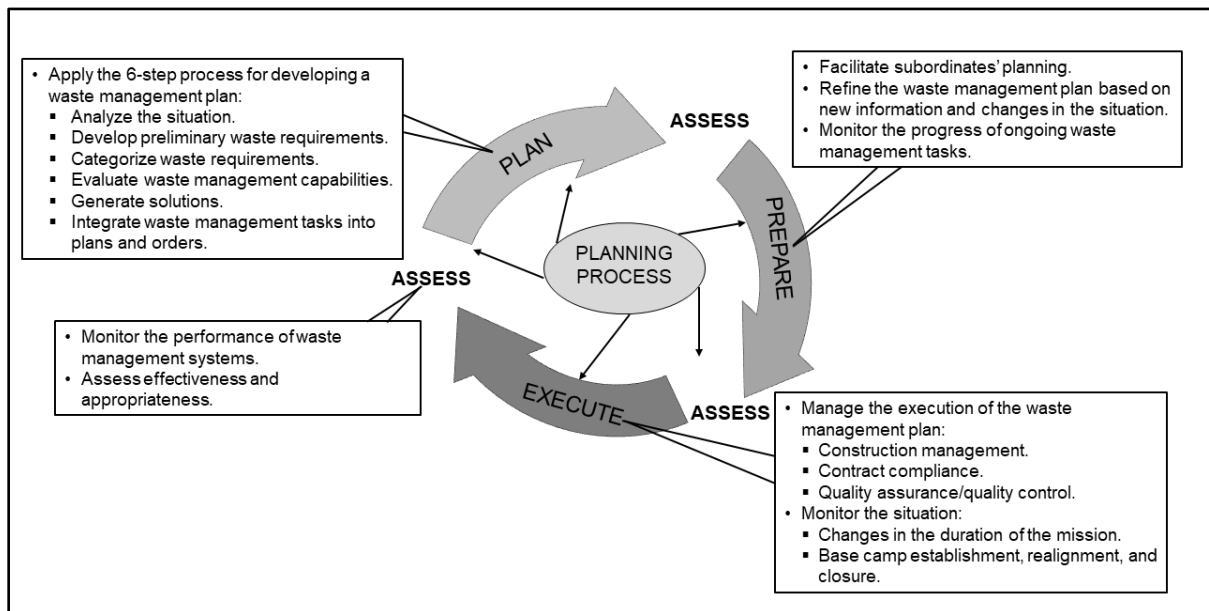 • Apply the 6-step process for developing a
waste management plan:
▪ Analyze the situation.
▪ Develop preliminary waste requirements.
▪ Categorize waste requirements.
▪ Evaluate waste management capabilities.
▪ Generate solutions.
▪ Integrate waste management tasks into
plans and orders.
PLAN
ASSESS
• Facilitate subordinates' planning.
• Refine the waste management plan based on
new information and changes in the situation.
• Monitor the progress of ongoing waste
management tasks.
PREPARE
PLANNING
PROCESS
ASSESS
• Monitor the performance of waste
management systems.
• Assess effectiveness and
appropriateness.
EXECUTE
ASSESS
• Manage the execution of the waste
management plan:
▪ Construction management.
▪ Contract compliance.
▪ Quality assurance/quality control.
• Monitor the situation:
▪ Changes in the duration of the mission.
▪ Base camp establishment, realignment, and
closure.